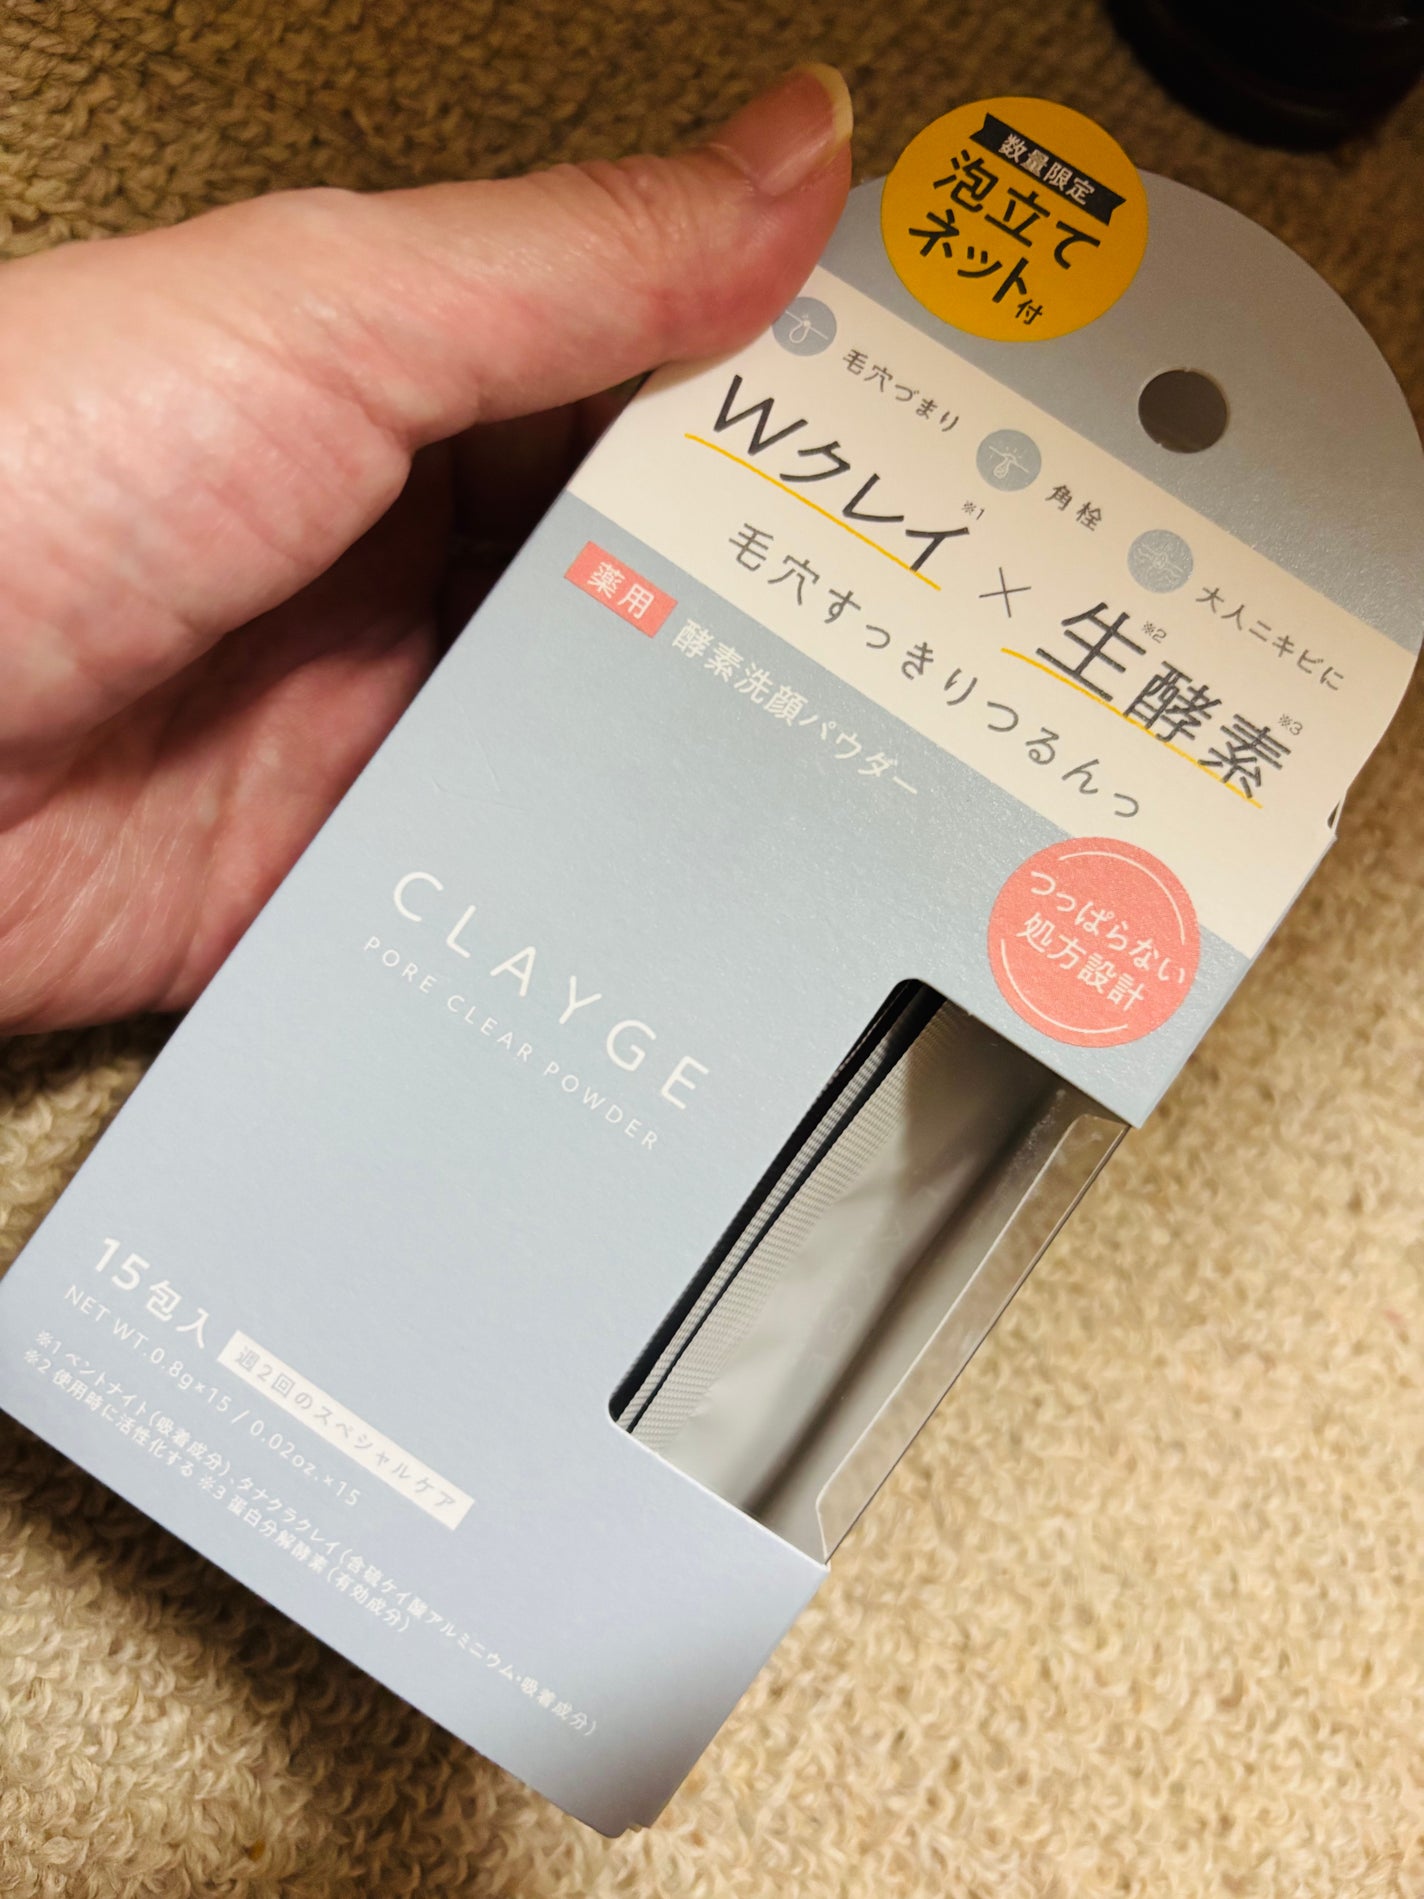 数量限定
泡立て
ネット付
毛穴づまり
角栓
大人ニキビに
Wクレイ※1×生※2酵素※3
毛穴すっきりつるんっ
薬用 酵素洗顔パウダー
つっぱらない
処方設計
CLAYGE
PORE CLEAR POWDER
15包入 週2回のスペシャルケア
NET WT.0.8g×15 / 0.02oz.×15
※1 ベントナイト(吸着成分)、タナクラクレイ(含硫ケイ酸アルミニウム・吸着成分)
※2 使用時に活性化する ※3 蛋白分解酵素(有効成分)